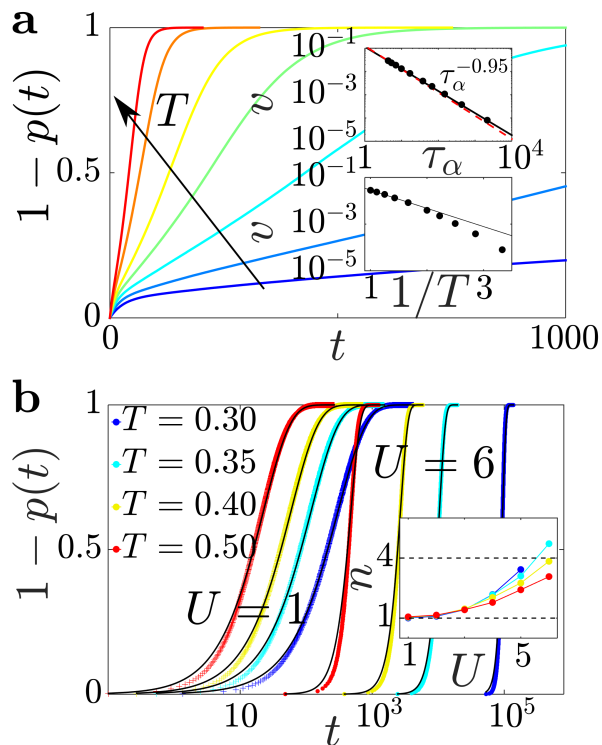 a
1
0.5
0
1 − p(t)
T
0
t
1000
10^{-1}
10^{-3}
10^{-5}
v
τ_α^{−0.95}
1
τ_α
10^4
10^{-1}
10^{-3}
10^{-5}
v
1
1/T
3
b
1
0.5
0
1 − p(t)
T = 0.30
T = 0.35
T = 0.40
T = 0.50
U = 1
U = 6
4
1
n
1
5
U
10
10^3
10^5
t